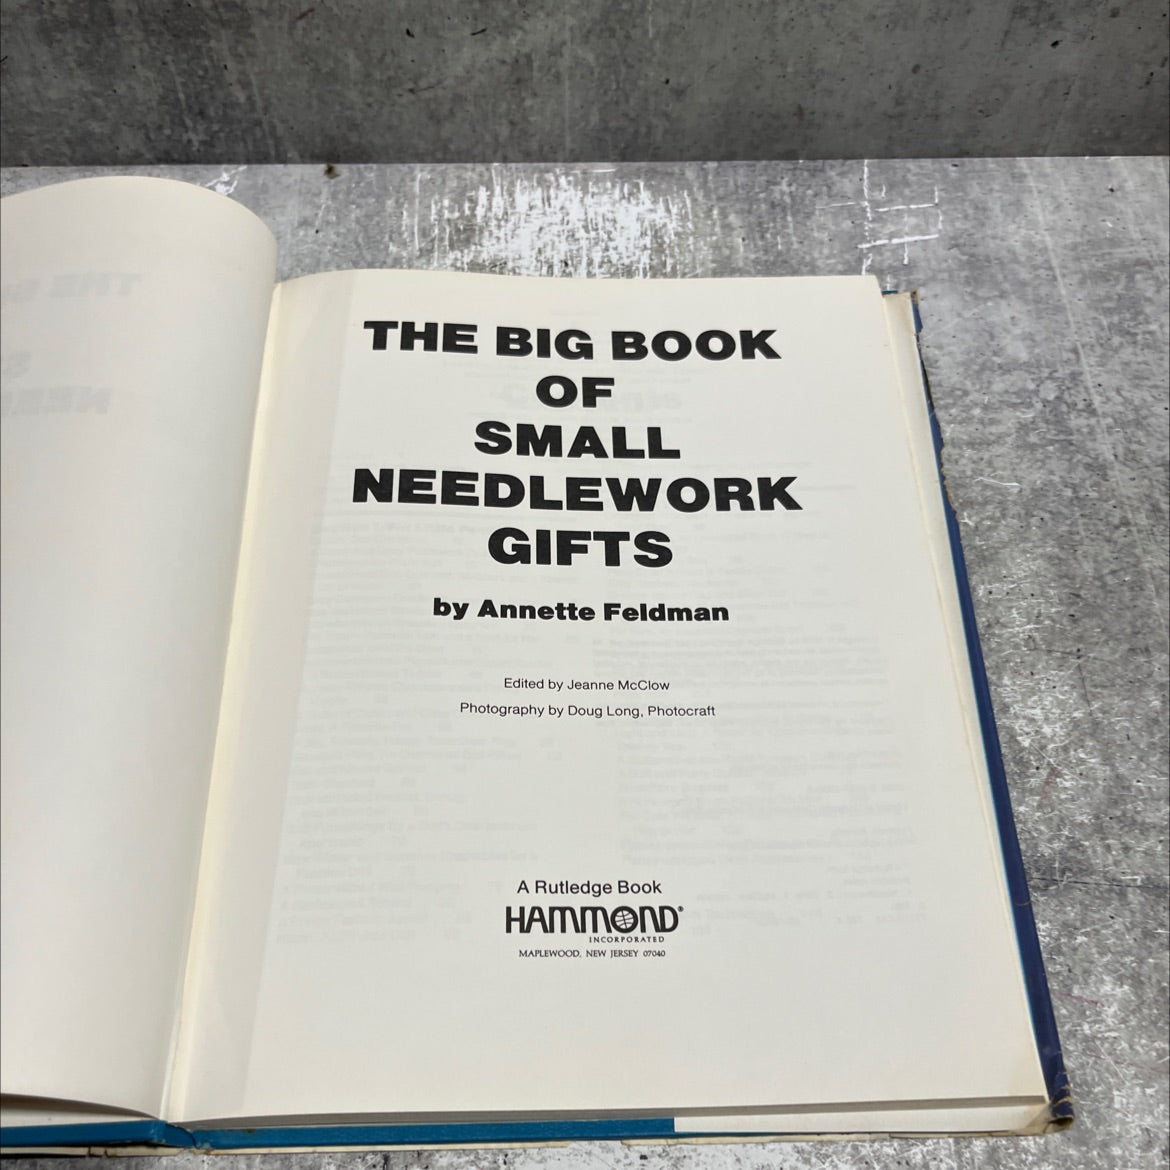 THE BIG BOOK
OF
SMALL
NEEDLEWORK
GIFTS
by Annette Feldman
Edited by Jeanne McClow
Photography by Doug Long, Photocraft
A Rutledge Book
HAMMOND®
INCORPORATED
MAPLEWOOD, NEW JERSEY 07040